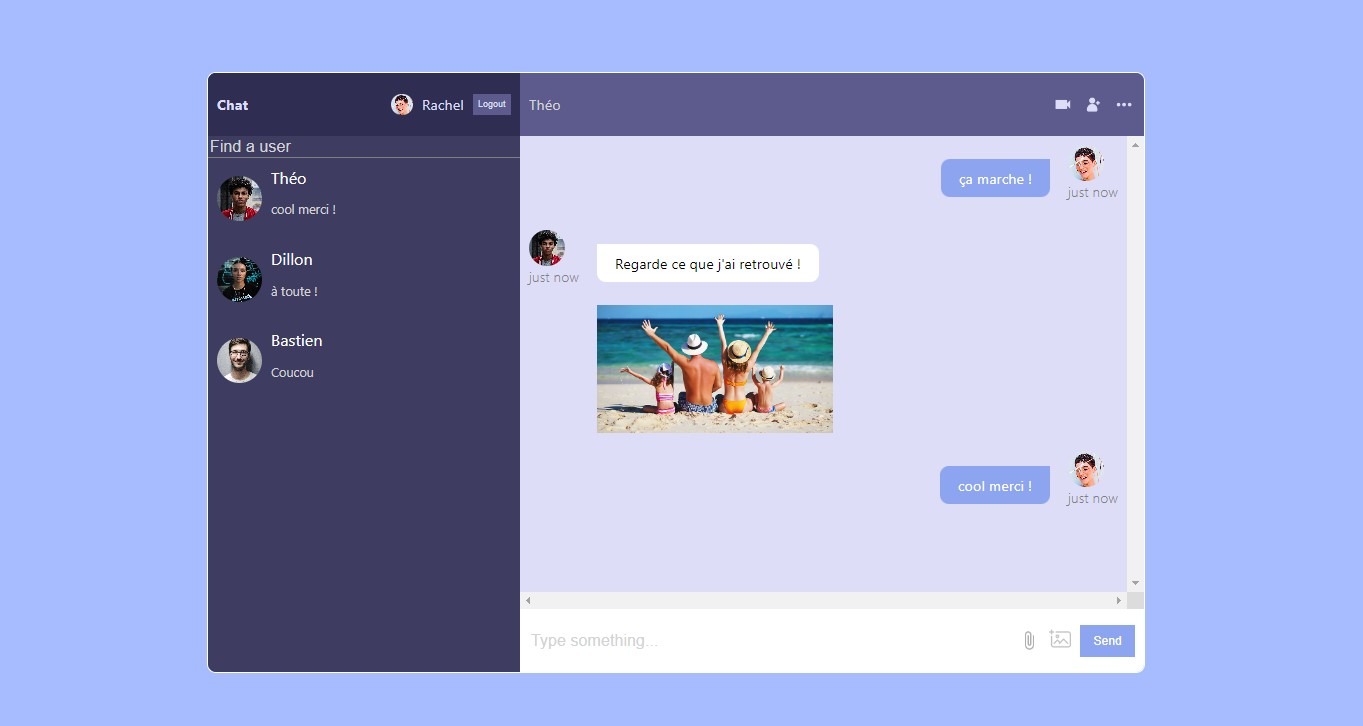 Chat
Rachel
Logout
Find a user
Théo
cool merci !
Dillon
à toute !
Bastien
Coucou
Théo
ça marche !
just now
just now
Regarde ce que j'ai retrouvé !
cool merci !
just now
Type something...
Send